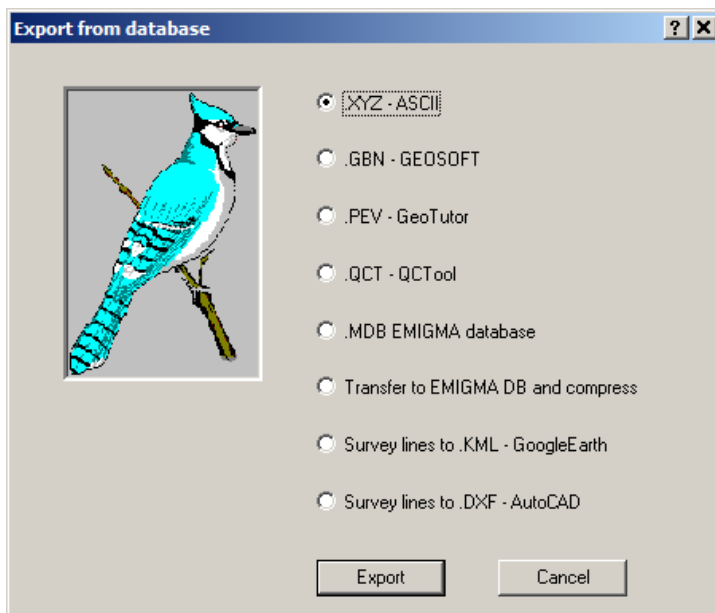 Export from database
.XYZ - ASCII
.GBN - GEOSOFT
.PEV - GeoTutor
.QCT - QCTool
.MDB EMIGMA database
Transfer to EMIGMA DB and compress
Survey lines to .KML - GoogleEarth
Survey lines to .DXF - AutoCAD
Export
Cancel